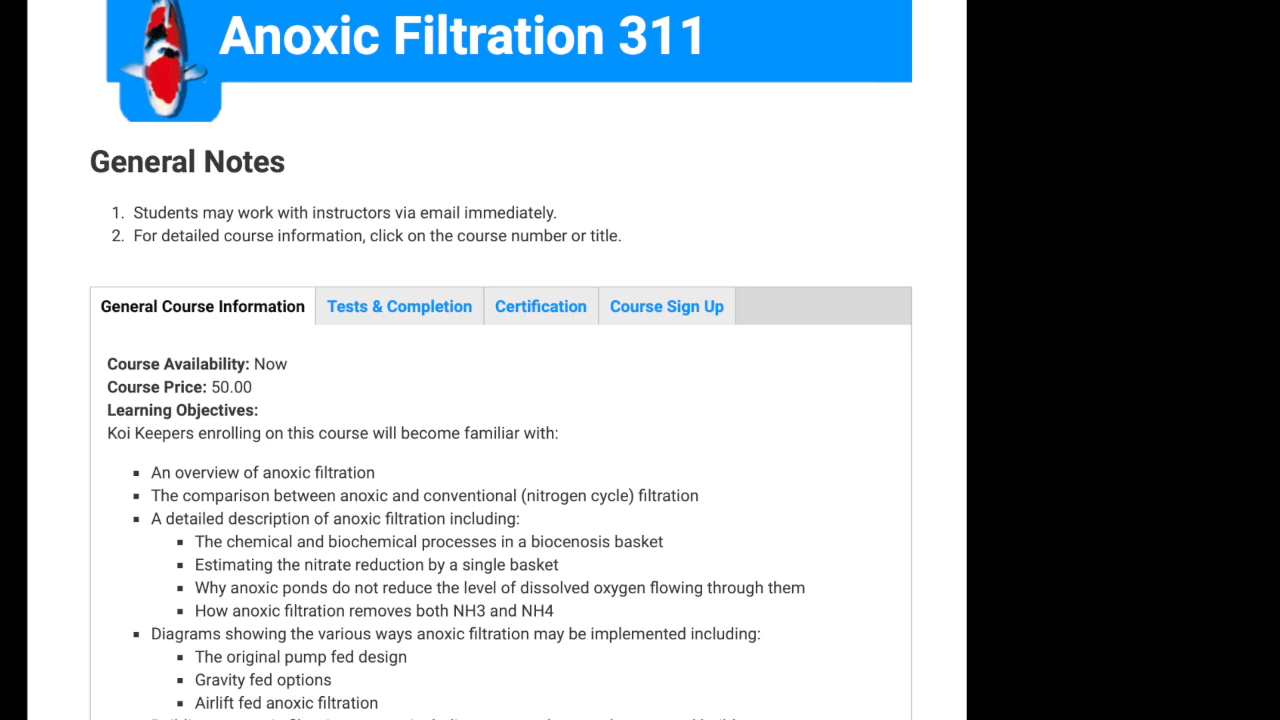 Anoxic Filtration 311
General Notes
1. Students may work with instructors via email immediately.
2. For detailed course information, click on the course number or title.
General Course Information Tests & Completion Certification Course Sign Up
Course Availability: Now
Course Price: 50.00
Learning Objectives:
Koi Keepers enrolling on this course will become familiar with:
▪ An overview of anoxic filtration
▪ The comparison between anoxic and conventional (nitrogen cycle) filtration
▪ A detailed description of anoxic filtration including:
▪ The chemical and biochemical processes in a biocenosis basket
▪ Estimating the nitrate reduction by a single basket
▪ Why anoxic ponds do not reduce the level of dissolved oxygen flowing through them
▪ How anoxic filtration removes both NH3 and NH4
▪ Diagrams showing the various ways anoxic filtration may be implemented including:
▪ The original pump fed design
▪ Gravity fed options
▪ Airlift fed anoxic filtration